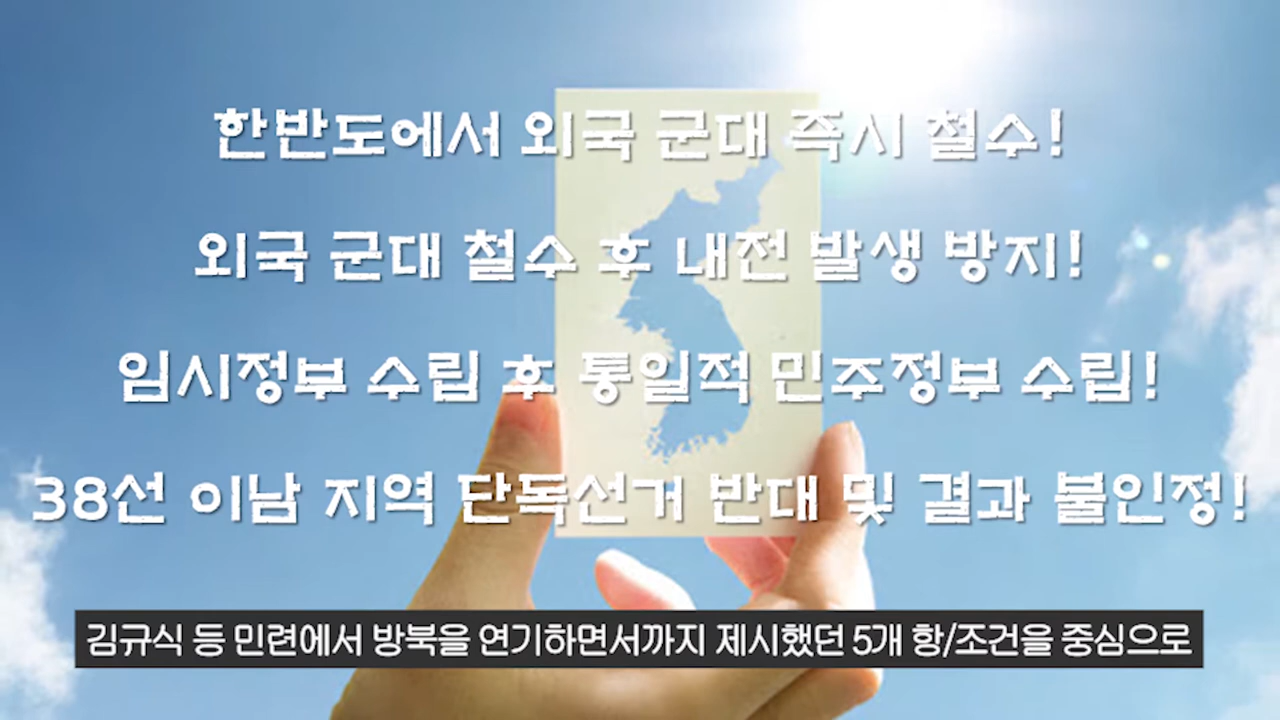 한반도에서 외국 군대 즉시 철수!
외국 군대 철수 후 내전 발생 방지!
임시정부 수립 후 통일적 민주정부 수립!
38선 이남 지역 단독선거 반대 및 결과 불인정!
김규식 등 민련에서 방북을 연기하면서까지 제시했던 5개 항/조건을 중심으로